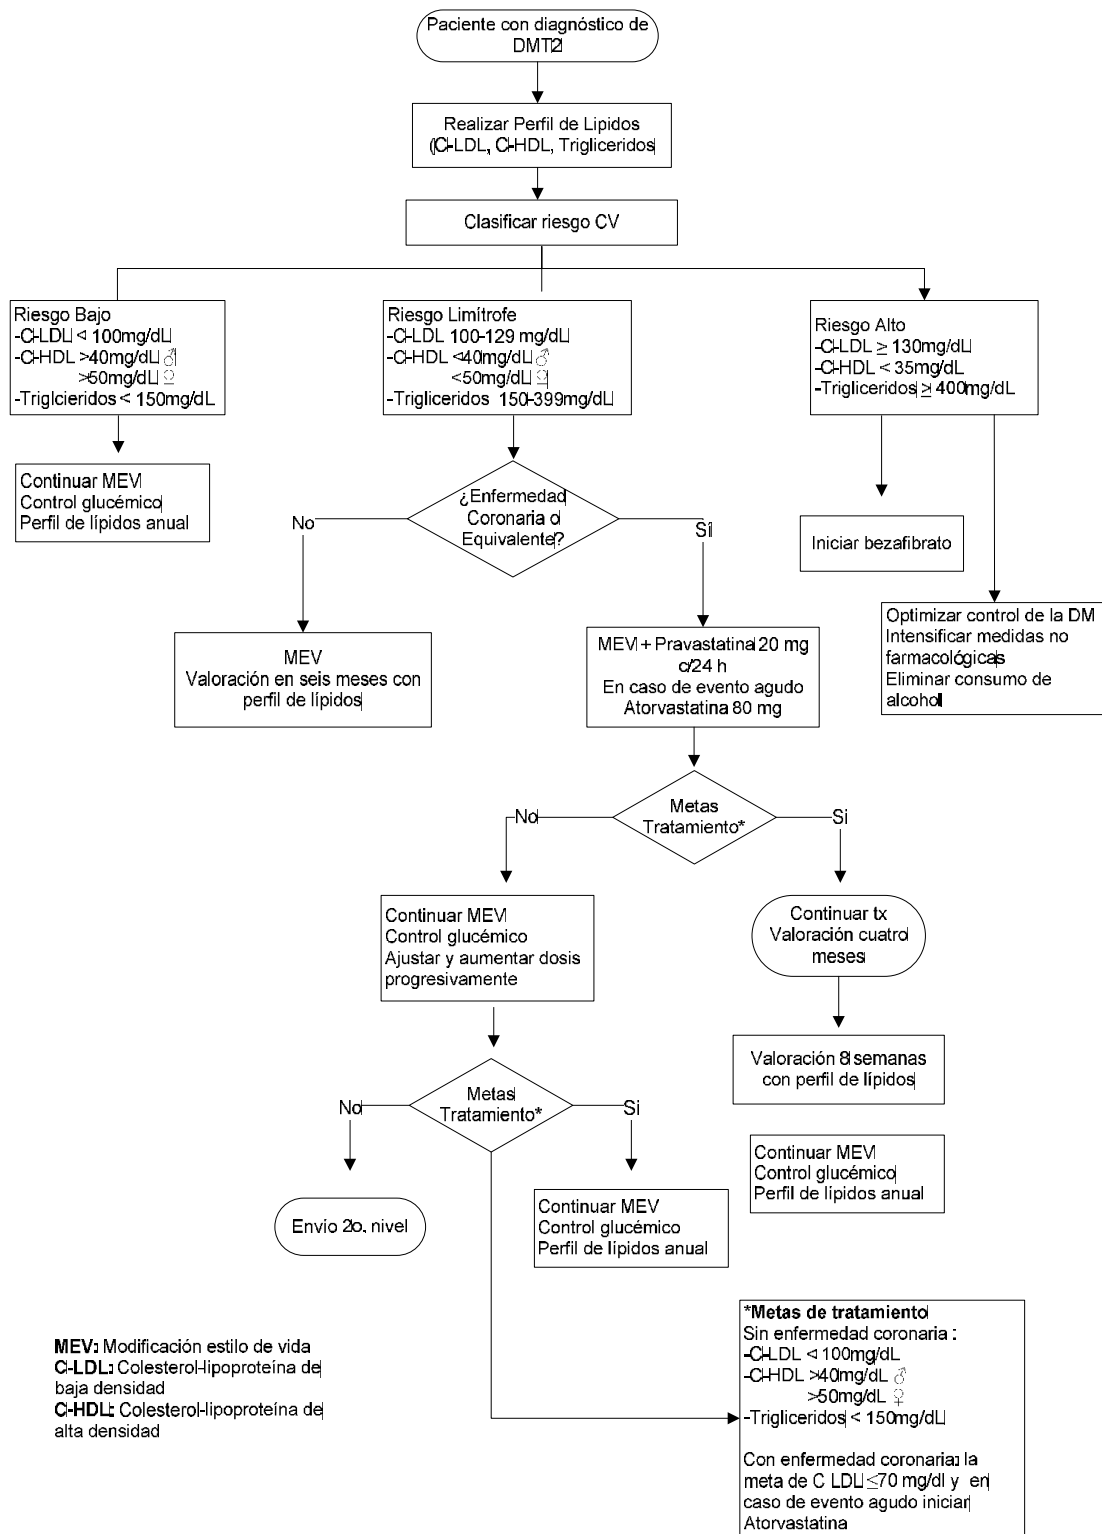 Paciente con diagnóstico de
DMT2
Realizar Perfil de Lipidos
(C-LDL, C-HDL, Trigliceridos
Clasificar riesgo CV
Riesgo Bajo
-C-LDL < 100mg/dL
-C-HDL >40mg/dL ♂
>50mg/dL ♀
-Triglcieridos < 150mg/dL
Riesgo Limítrofe
-C-LDL 100-129 mg/dL
-C-HDL <40mg/dL ♂
<50mg/dL ♀
-Trigliceridos 150-399mg/dL
Riesgo Alto
-C-LDL ≥ 130mg/dL
-C-HDL < 35mg/dL
-Trigliceridos ≥ 400mg/dL
Continuar MEV
Control glucémico
Perfil de lípidos anual
¿Enfermedad
Coronaria o
Equivalente?
No
Sí
Iniciar bezafibrato
Optimizar control de la DM
Intensificar medidas no
farmacológicas
Eliminar consumo de
alcohol
MEV
Valoración en seis meses con
perfil de lípidos
MEV + Pravastatina 20 mg
c/24 h
En caso de evento agudo
Atorvastatina 80 mg
Metas
Tratamiento*
No
Si
Continuar MEV
Control glucémico
Ajustar y aumentar dosis
progresivamente
Continuar tx
Valoración cuatro
meses
Valoración 8 semanas
con perfil de lípidos
Metas
Tratamiento*
No
Si
Continuar MEV
Control glucémico
Perfil de lípidos anual
Envío 2o. nivel
Continuar MEV
Control glucémico
Perfil de lípidos anual
*Metas de tratamiento
Sin enfermedad coronaria :
-C-LDL < 100mg/dL
-C-HDL >40mg/dL ♂
>50mg/dL ♀
-Trigliceridos < 150mg/dL
Con enfermedad coronaria: la
meta de C LDL ≤70 mg/dl y en
caso de evento agudo iniciar
Atorvastatina
MEV: Modificación estilo de vida
C-LDL: Colesterol-lipoproteína de
baja densidad
C-HDL: Colesterol-lipoproteína de
alta densidad